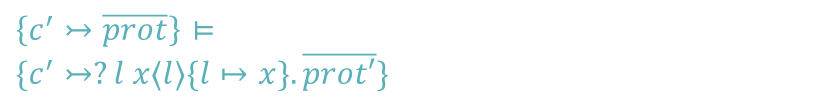 {c′ ↣ \overline{prot}} ⊨
{c′ ↣? l x⟨l⟩{l ↦ x}. \overline{prot′}}